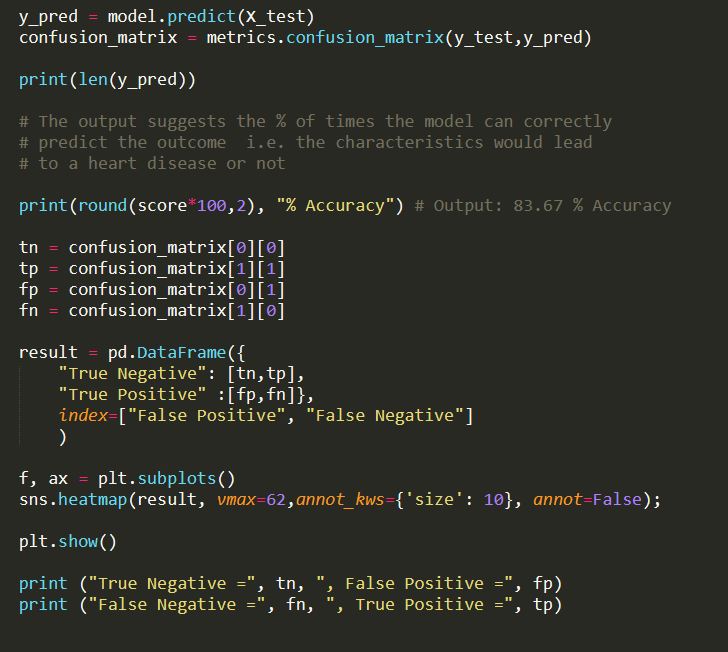 y_pred = model.predict(X_test)
confusion_matrix = metrics.confusion_matrix(y_test,y_pred)
print(len(y_pred))
# The output suggests the % of times the model can correctly
# predict the outcome  i.e. the characteristics would lead
# to a heart disease or not
print(round(score*100,2), "% Accuracy") # Output: 83.67 % Accuracy
tn = confusion_matrix[0][0]
tp = confusion_matrix[1][1]
fp = confusion_matrix[0][1]
fn = confusion_matrix[1][0]
result = pd.DataFrame({
    "True Negative": [tn,tp],
    "True Positive" :[fp,fn]},
    index=["False Positive", "False Negative"]
    )
f, ax = plt.subplots()
sns.heatmap(result, vmax=62,annot_kws={'size': 10}, annot=False);
plt.show()
print ("True Negative =", tn, ", False Positive =", fp)
print ("False Negative =", fn, ", True Positive =", tp)